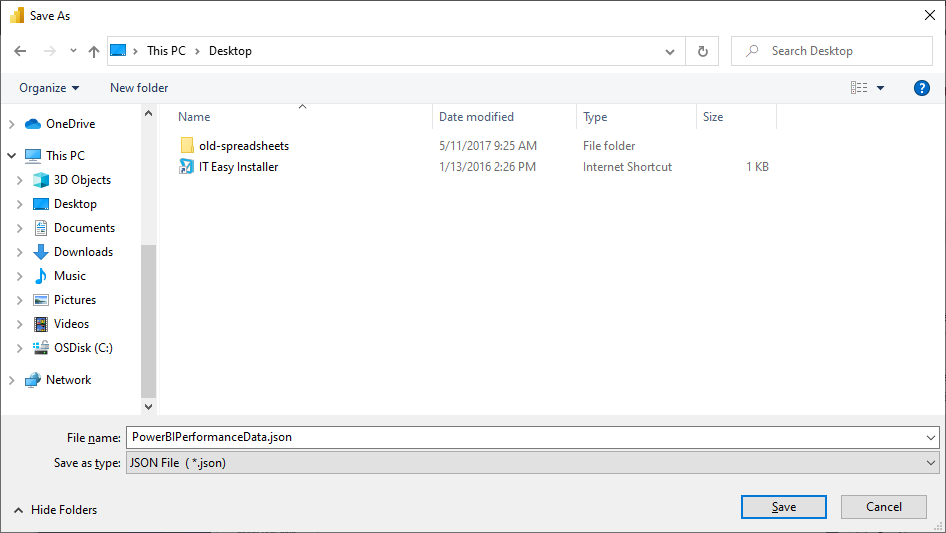 Save As
This PC > Desktop
Search Desktop
Organize
New folder
Name Date modified Type Size
old-spreadsheets 5/11/2017 9:25 AM File folder
IT Easy Installer 1/13/2016 2:26 PM Internet Shortcut 1 KB
OneDrive
This PC
3D Objects
Desktop
Documents
Downloads
Music
Pictures
Videos
OSDisk (C:)
Network
File name: PowerBIPerformanceData.json
Save as type: JSON File ( *.json)
Hide Folders
Save
Cancel